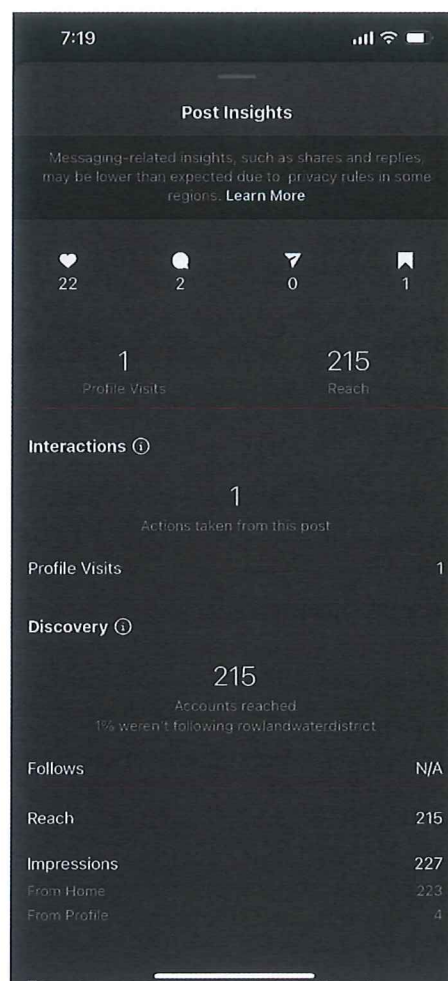 7:19
Post Insights
Messaging-related insights, such as shares and replies,
may be lower than expected due to privacy rules in some
regions. Learn More
22 2 0 1
1 215
Profile Visits Reach
Interactions
1
Actions taken from this post
Profile Visits 1
Discovery
215
Accounts reached
1% weren't following rowlandwaterdistrict
Follows N/A
Reach 215
Impressions 227
From Home 223
From Profile 4